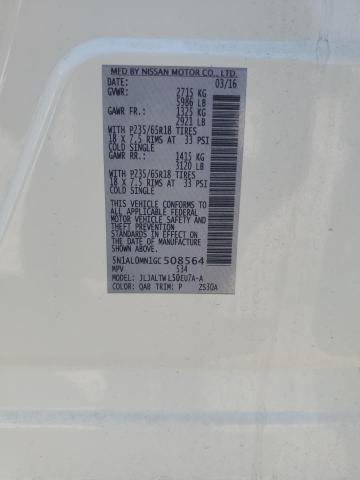 MFD BY NISSAN MOTOR CO., LTD.
03/16
GVWR: 2715 KG
5986 LB
GAWR FR.: 1325 KG
2921 LB
WITH P235/65R18 TIRES
18 X 7.5 RIMS AT 33 PSI
COLD SINGLE
GAWR RR.: 1415 KG
3120 LB
WITH P235/65R18 TIRES
18 X 7.5 RIMS AT 33 PSI
COLD SINGLE
THIS VEHICLE CONFORMS TO
ALL APPLICABLE FEDERAL
MOTOR VEHICLE SAFETY AND
THEFT PREVENTION STANDARDS
IN EFFECT ON THE DATE OF
MANUFACTURE SHOWN ABOVE.
5N1AL0MN1GC508564
MPV 534
MODEL: JLJALTWL50EU7A-A
COLOR: QAB TRIM: P 2S30A